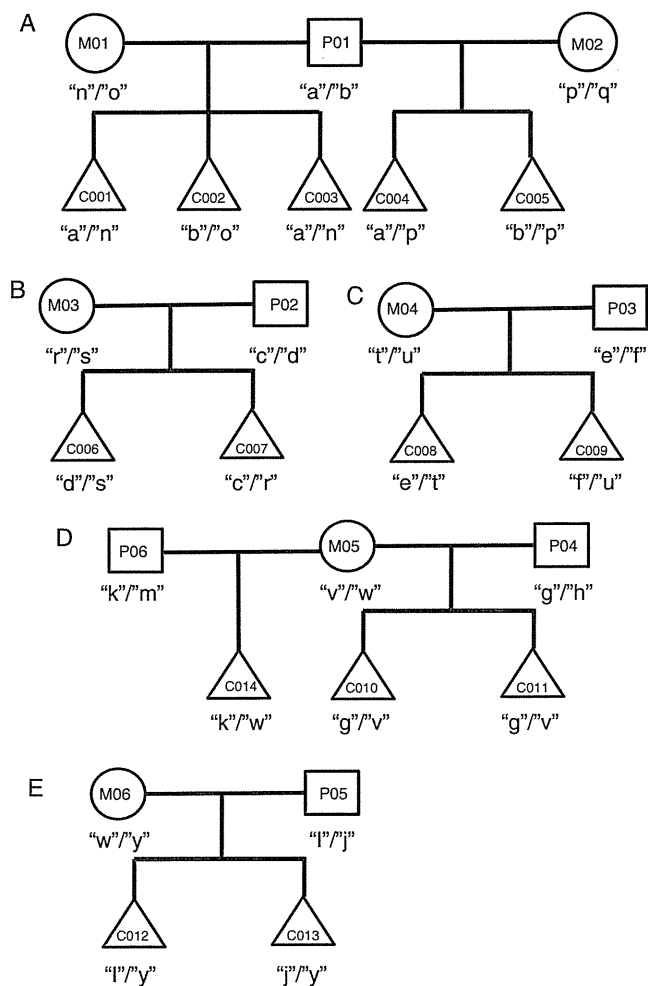 A
M01 P01 M02
“n”/”o” “a”/”b” “p”/”q”
C001 C002 C003 C004 C005
“a”/”n” “b”/”o” “a”/”n” “a”/”p” “b”/”p”
B M03 P02
“r”/”s” “c”/”d”
C006 C007
“d”/”s” “c”/”r”
C M04 P03
“t”/”u” “e”/”f”
C008 C009
“e”/”t” “f”/”u”
D P06 M05 P04
“k”/”m” “v”/”w” “g”/”h”
C014 C010 C011
“k”/”w” “g”/”v” “g”/”v”
E M06 P05
“w”/”y” “l”/”j”
C012 C013
“l”/”y” “j”/”y”